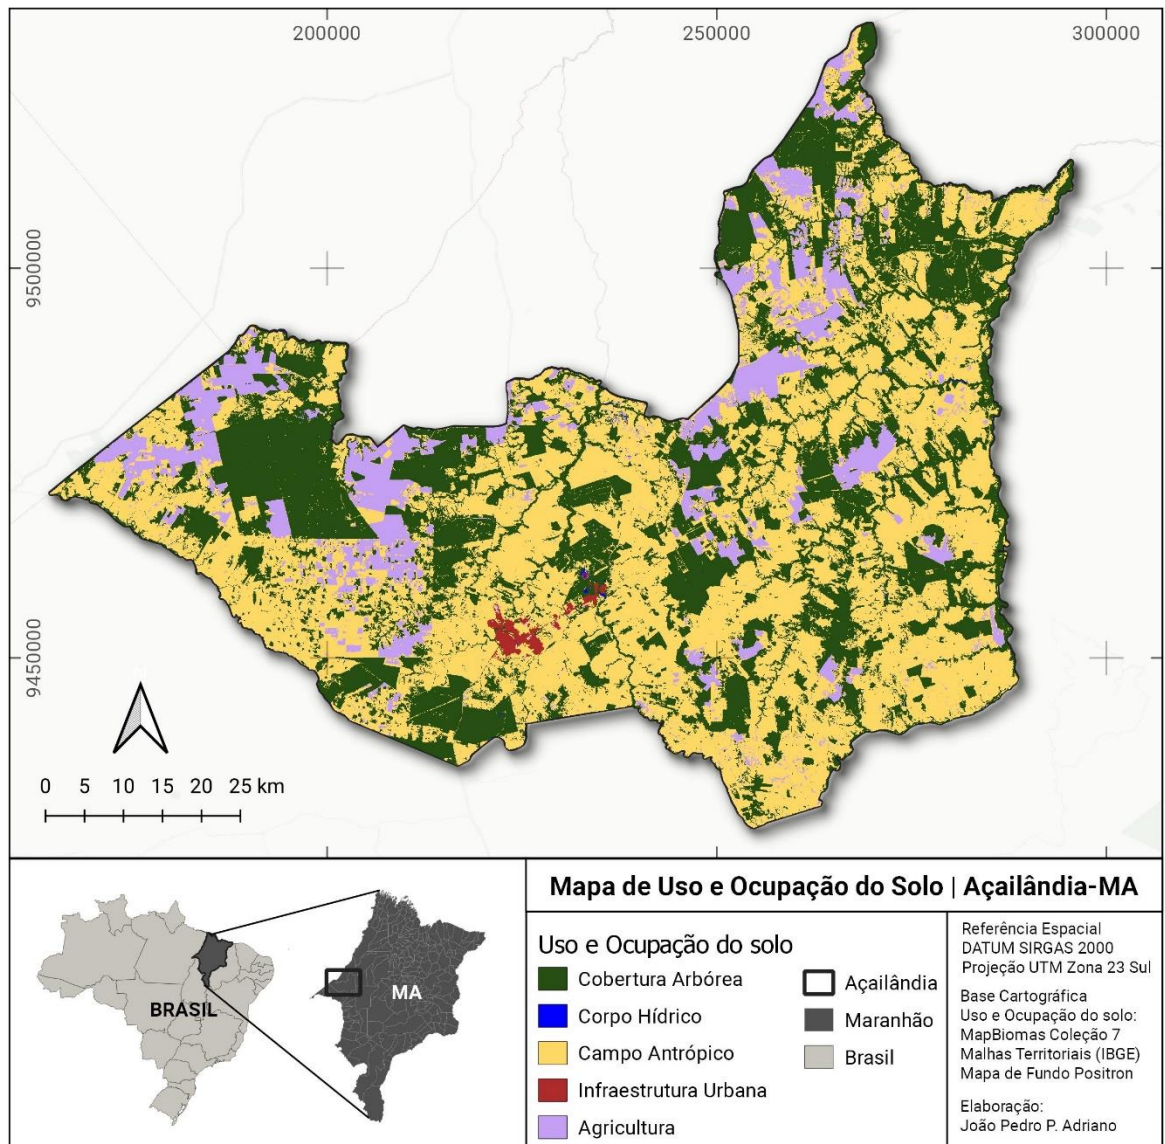 200000
250000
300000
9500000
9450000
0 5 10 15 20 25 km
BRASIL
MA
Mapa de Uso e Ocupação do Solo | Açailândia-MA
Uso e Ocupação do solo
Cobertura Arbórea
Corpo Hídrico
Campo Antrópico
Infraestrutura Urbana
Agricultura
Açailândia
Maranhão
Brasil
Referência Espacial
DATUM SIRGAS 2000
Projeção UTM Zona 23 Sul
Base Cartográfica
Uso e Ocupação do solo:
MapBiomas Coleção 7
Malhas Territoriais (IBGE)
Mapa de Fundo Positron
Elaboração:
João Pedro P. Adriano